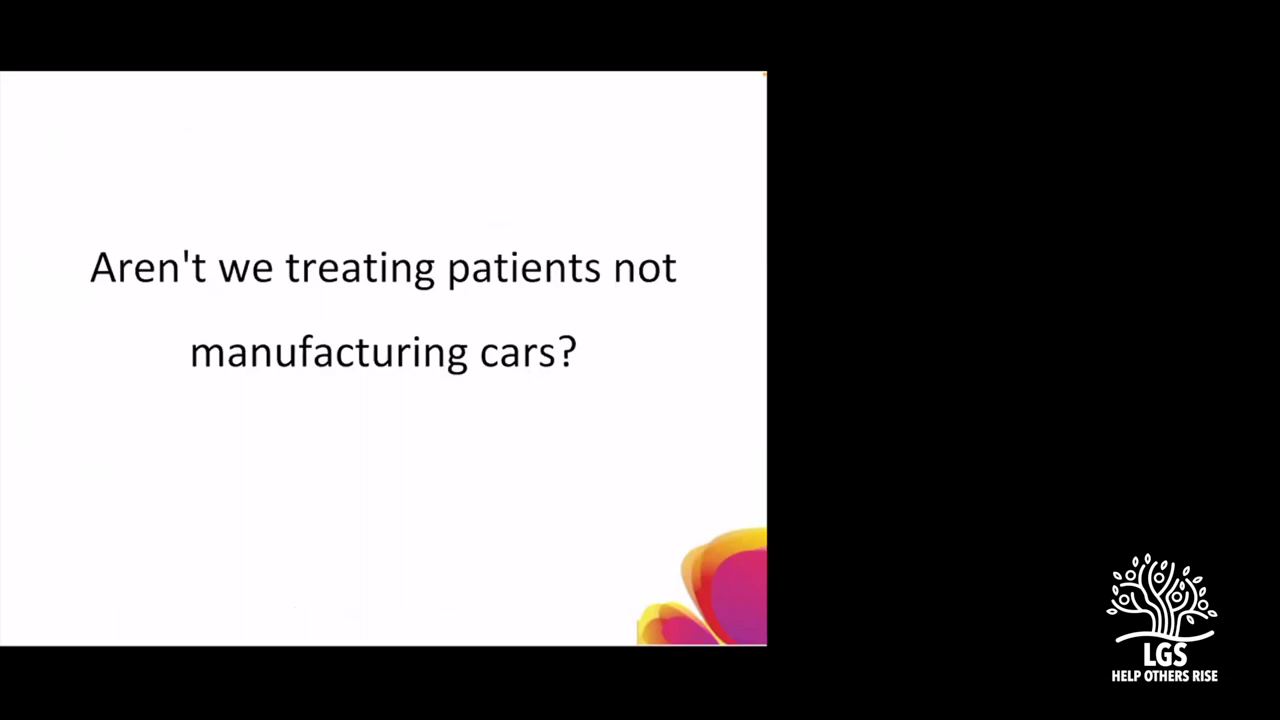 Aren't we treating patients not
manufacturing cars?
LGS
HELP OTHERS RISE